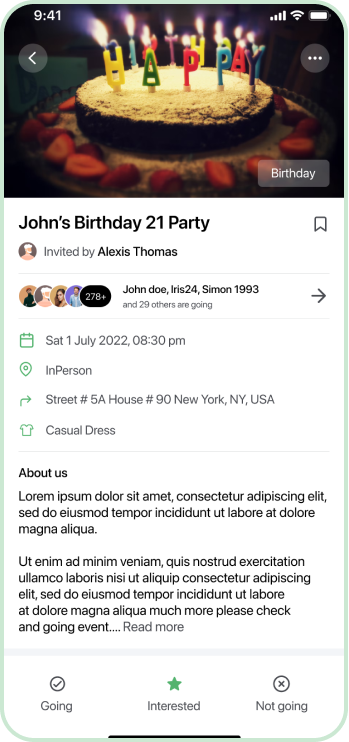 9:41
HAPPY
BIRTHDAY
Birthday
John's Birthday 21 Party
Invited by Alexis Thomas
278+
John doe, Iris24, Simon 1993
and 29 others are going
Sat 1 July 2022, 08:30 pm
InPerson
Street # 5A House # 90 New York, NY, USA
Casual Dress
About us
Lorem ipsum dolor sit amet, consectetur adipiscing elit,
sed do eiusmod tempor incididunt ut labore at dolore
magna aliqua.
Ut enim ad minim veniam, quis nostrud exercitation
ullamco laboris nisi ut aliquip consectetur adipiscing
elit, sed do eiusmod tempor incididunt ut labore
at dolore magna aliqua much more please check
and going event.... Read more
Going
Interested
Not going